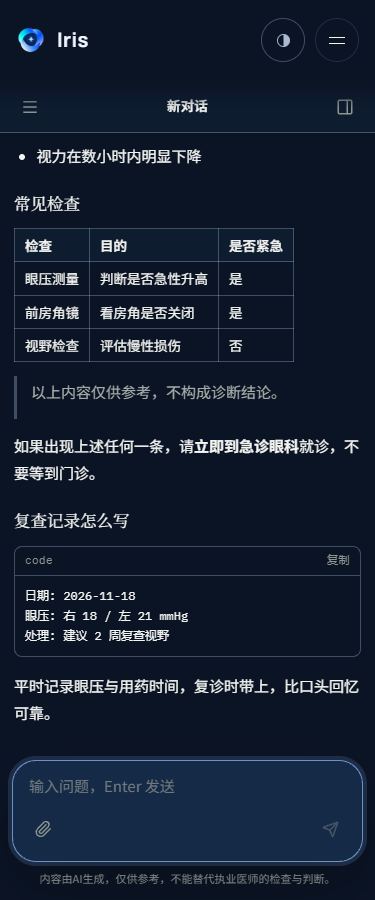 Iris
新对话
视力在数小时内明显下降
常见检查
检查 目的 是否紧急
眼压测量 判断是否急性升高 是
前房角镜 看房角是否关闭 是
视野检查 评估慢性损伤 否
以上内容仅供参考，不构成诊断结论。
如果出现上述任何一条，请立即到急诊眼科就诊，不
要等到门诊。
复查记录怎么写
code 复制
日期: 2026-11-18
眼压: 右 18 / 左 21 mmHg
处理: 建议 2 周复查视野
平时记录眼压与用药时间，复诊时带上，比口头回忆
可靠。
输入问题，Enter 发送
内容由AI生成，仅供参考，不能替代执业医师的检查与判断。